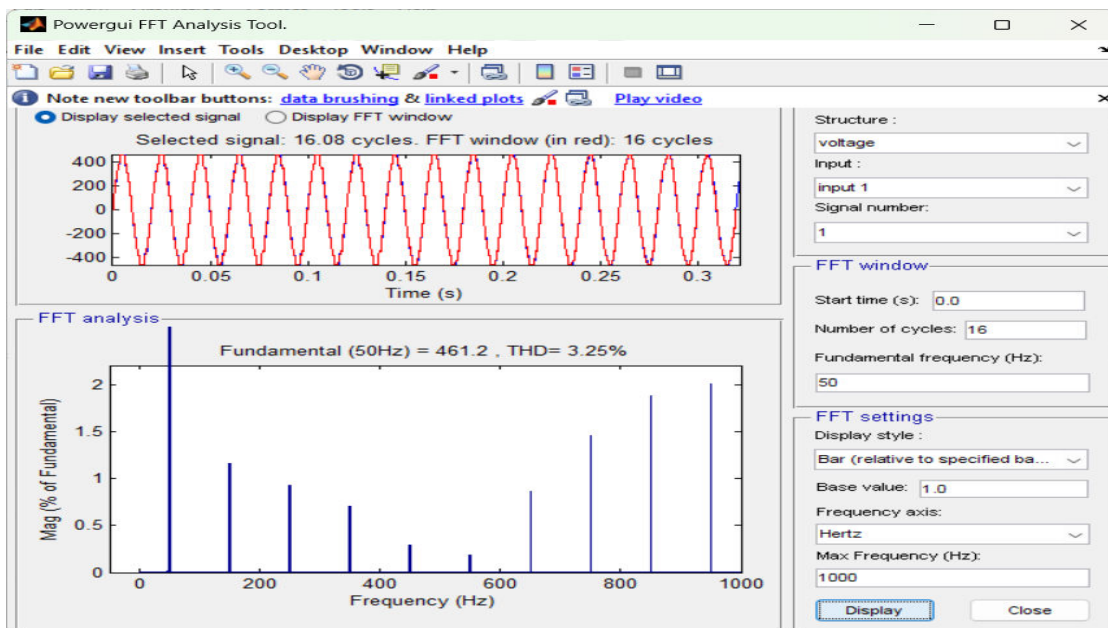 Powergui FFT Analysis Tool.
File Edit View Insert Tools Desktop Window Help
Note new toolbar buttons: data brushing & linked plots Play video
Display selected signal Display FFT window
Selected signal: 16.08 cycles. FFT window (in red): 16 cycles
400
200
0
-200
-400
0 0.05 0.1 0.15 0.2 0.25 0.3
Time (s)
FFT analysis
Fundamental (50Hz) = 461.2 , THD= 3.25%
Mag (% of Fundamental)
2
1.5
1
0.5
0
0 200 400 600 800 1000
Frequency (Hz)
Structure :
voltage
Input :
input 1
Signal number:
1
FFT window
Start time (s): 0.0
Number of cycles: 16
Fundamental frequency (Hz):
50
FFT settings
Display style :
Bar (relative to specified ba...
Base value: 1.0
Frequency axis:
Hertz
Max Frequency (Hz):
1000
Display Close